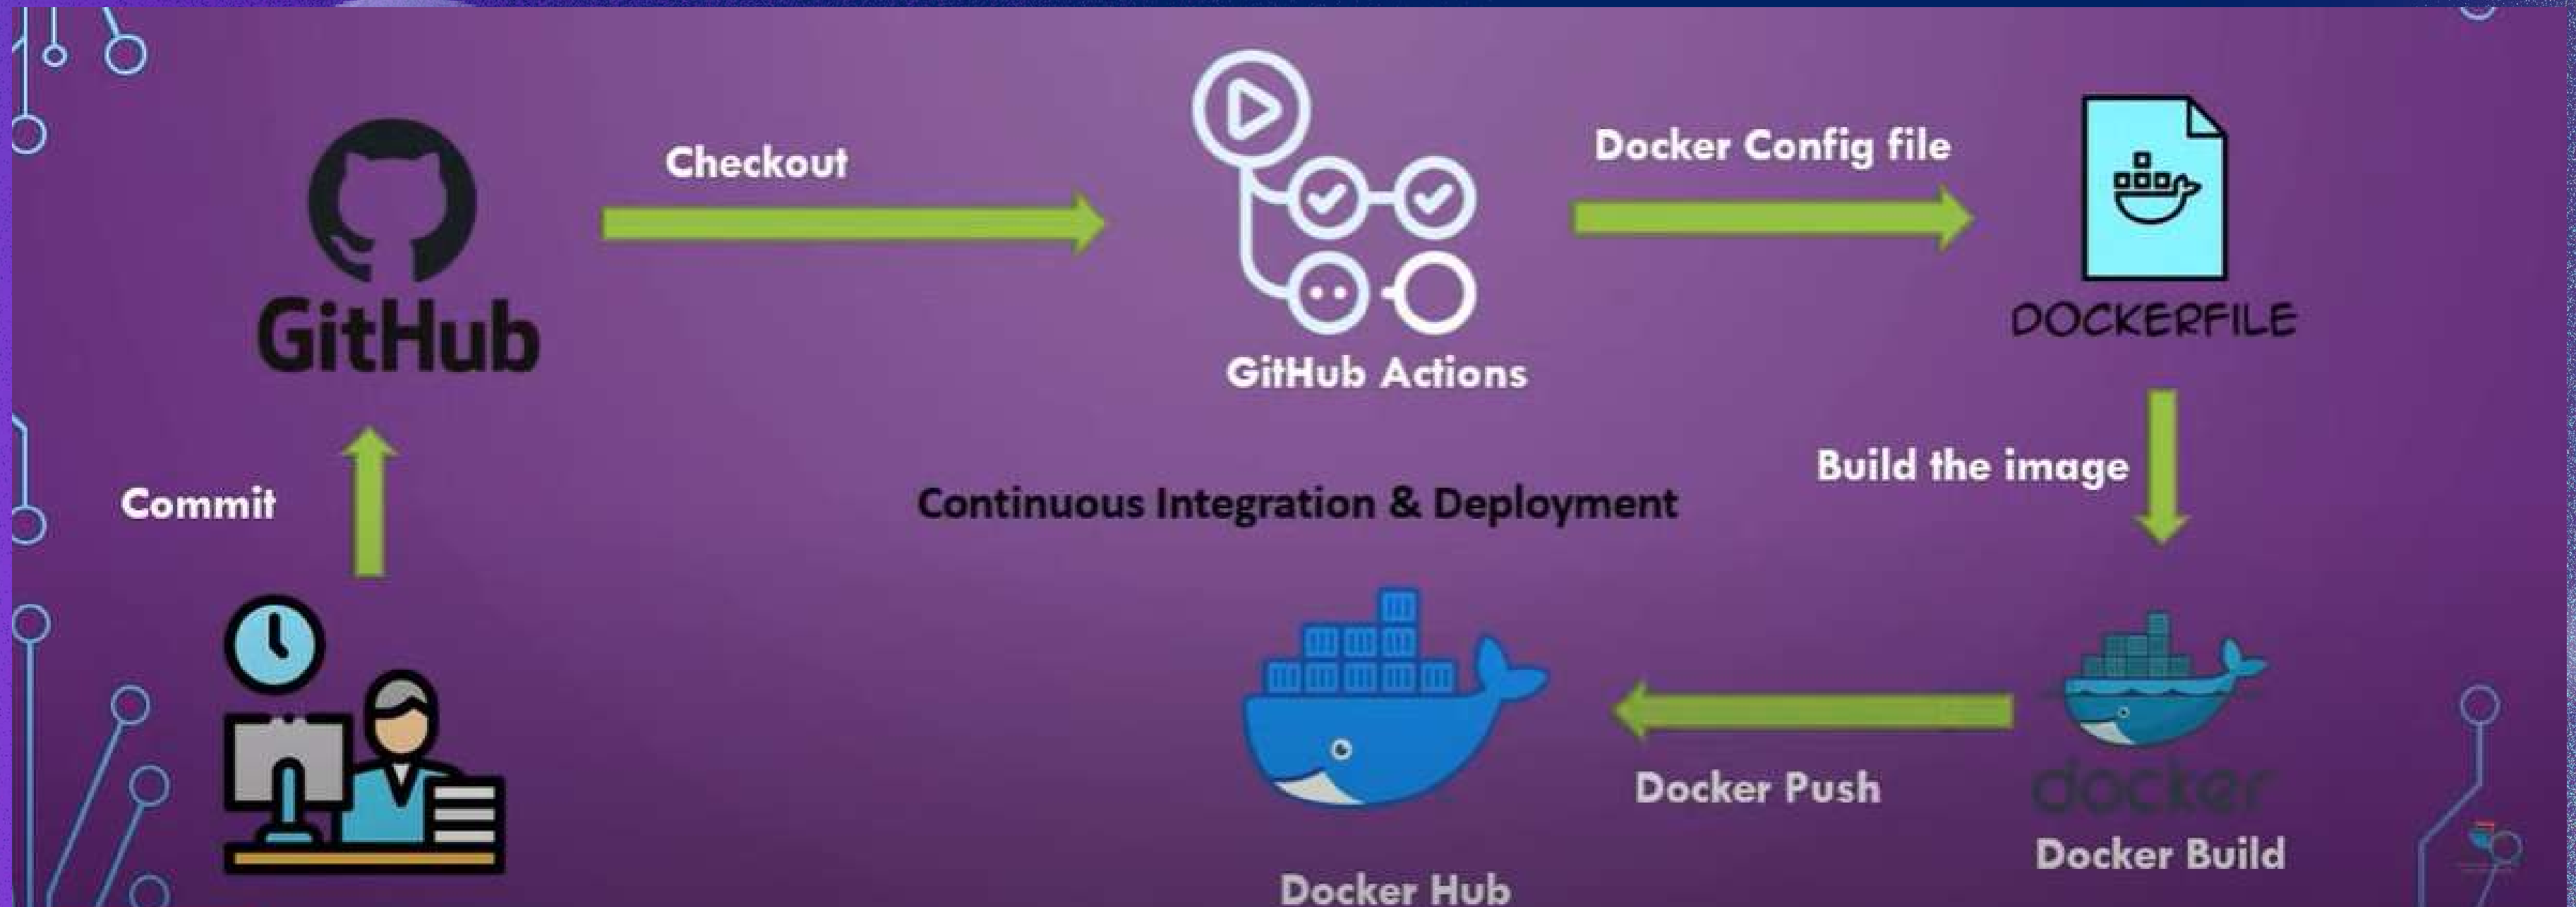 Checkout
Docker Config file
GitHub
DOCKERFILE
GitHub Actions
Commit
Continuous Integration & Deployment
Build the image
Docker Push
docker
Docker Build
Docker Hub